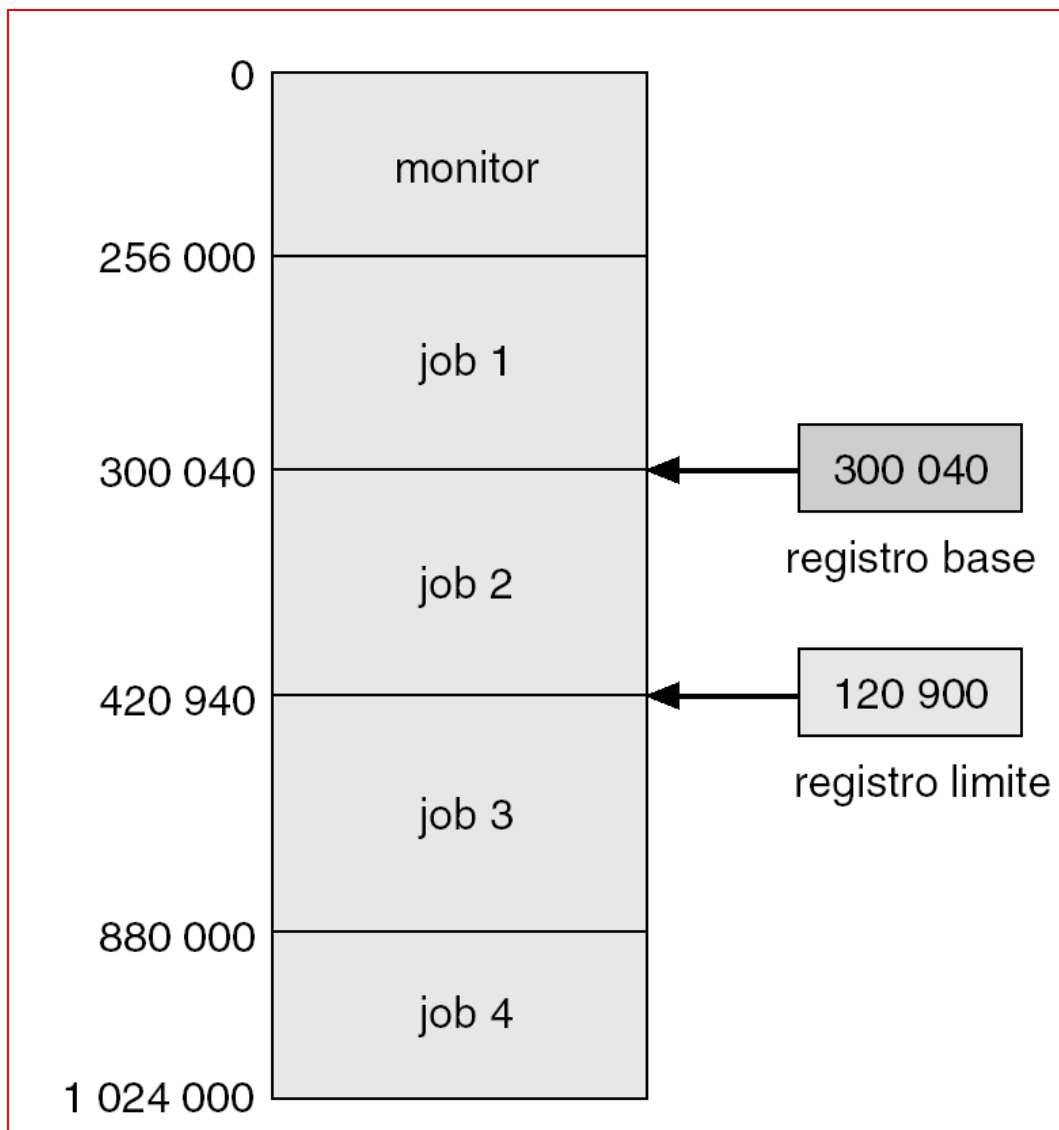 0
monitor
256 000
job 1
300 040
300 040
registro base
job 2
420 940
120 900
registro limite
job 3
880 000
job 4
1 024 000